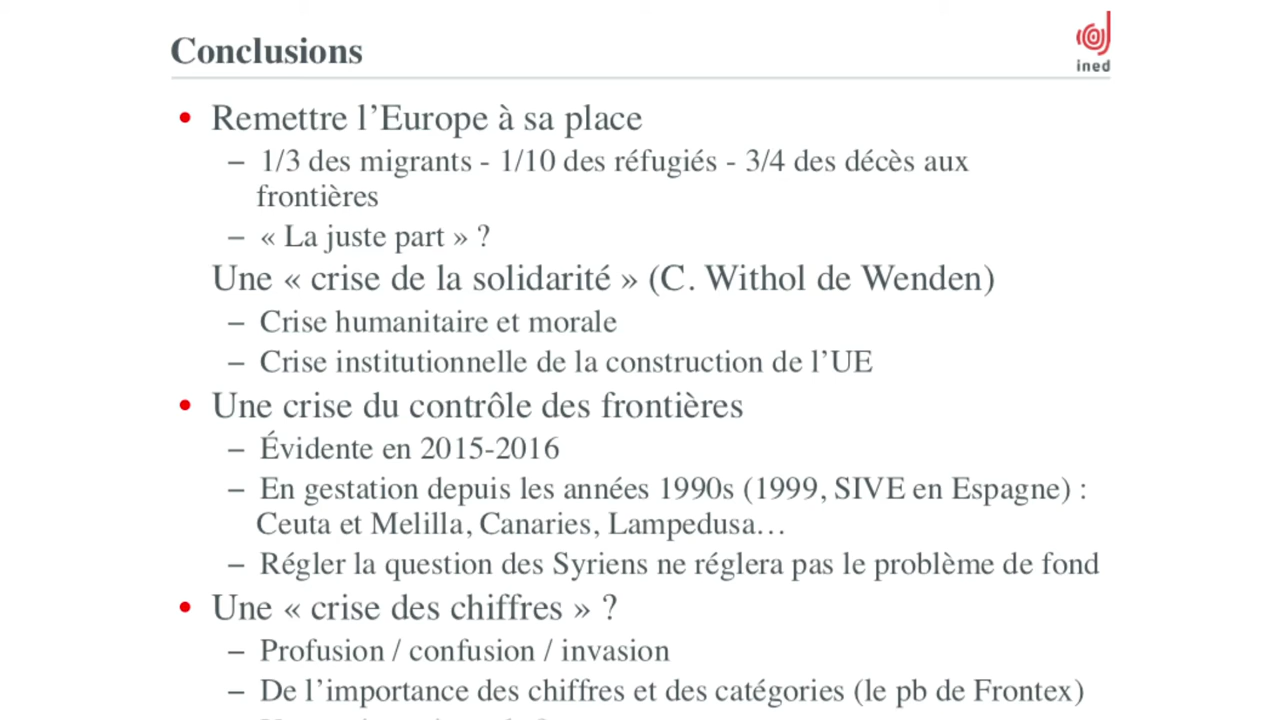 Conclusions
ined
• Remettre l’Europe à sa place
– 1/3 des migrants - 1/10 des réfugiés - 3/4 des décès aux
frontières
– « La juste part » ?
Une « crise de la solidarité » (C. Withol de Wenden)
– Crise humanitaire et morale
– Crise institutionnelle de la construction de l’UE
• Une crise du contrôle des frontières
– Évidente en 2015-2016
– En gestation depuis les années 1990s (1999, SIVE en Espagne) :
Ceuta et Melilla, Canaries, Lampedusa…
– Régler la question des Syriens ne réglera pas le problème de fond
• Une « crise des chiffres » ?
– Profusion / confusion / invasion
– De l’importance des chiffres et des catégories (le pb de Frontex)